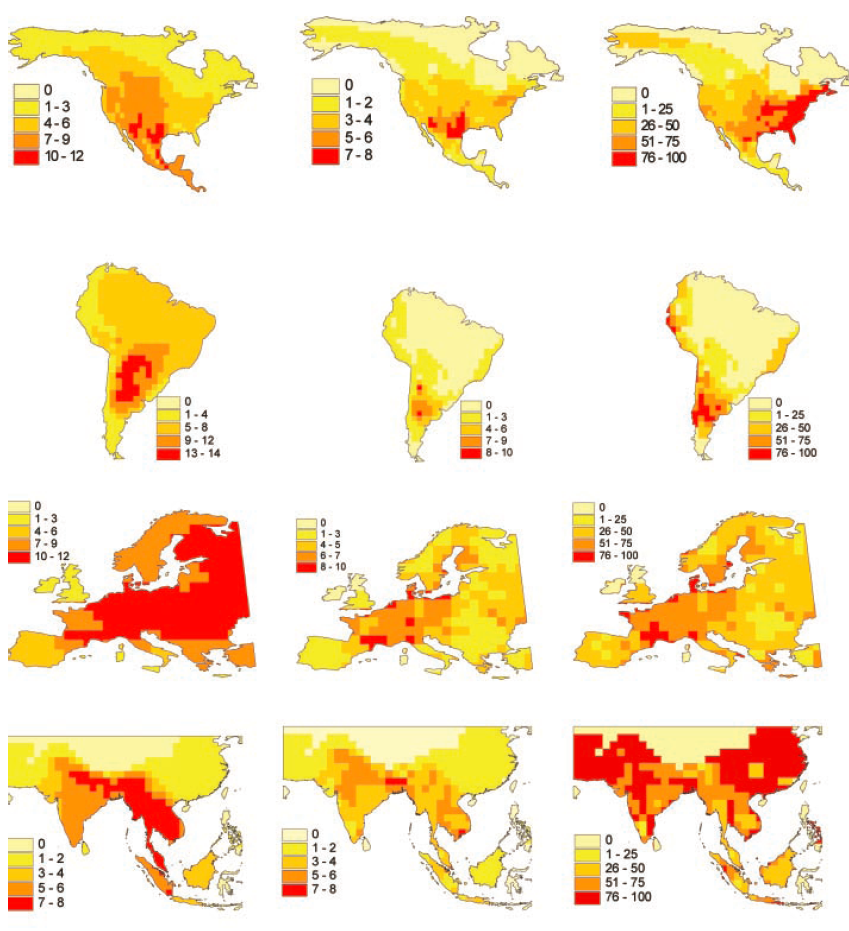 0
1 - 3
4 - 6
7 - 9
10 - 12
0
1 - 2
3 - 4
5 - 6
7 - 8
0
1 - 25
26 - 50
51 - 75
76 - 100
0
1 - 4
5 - 8
9 - 12
13 - 14
0
1 - 3
4 - 6
7 - 9
8 - 10
0
1 - 25
26 - 50
51 - 75
76 - 100
0
1 - 3
4 - 6
7 - 9
10 - 12
0
1 - 3
4 - 5
6 - 7
8 - 10
0
1 - 25
26 - 50
51 - 75
76 - 100
0
1 - 2
3 - 4
5 - 6
7 - 8
0
1 - 2
3 - 4
5 - 6
7 - 8
0
1 - 25
26 - 50
51 - 75
76 - 100